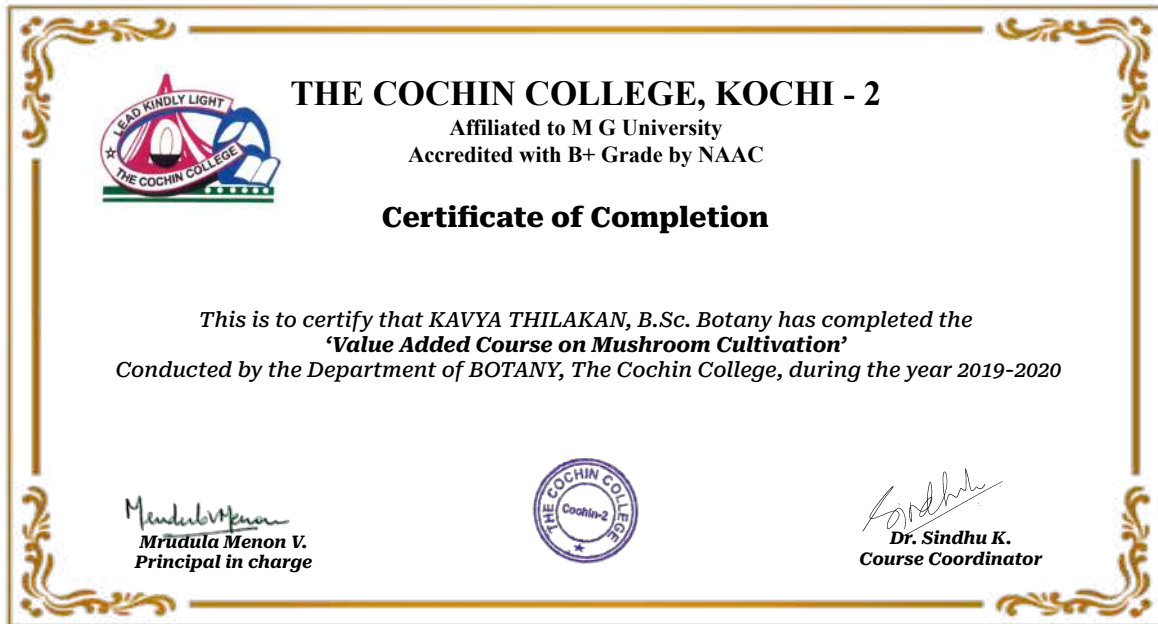 LEAD KINDLY LIGHT
THE COCHIN COLLEGE
THE COCHIN COLLEGE, KOCHI - 2
Affiliated to M G University
Accredited with B+ Grade by NAAC
Certificate of Completion
This is to certify that KAVYA THILAKAN, B.Sc. Botany has completed the
‘Value Added Course on Mushroom Cultivation’
Conducted by the Department of BOTANY, The Cochin College, during the year 2019-2020
THE COCHIN COLLEGE
Cochin-2
Mrudula Menon V.
Principal in charge
Sindhu
Dr. Sindhu K.
Course Coordinator